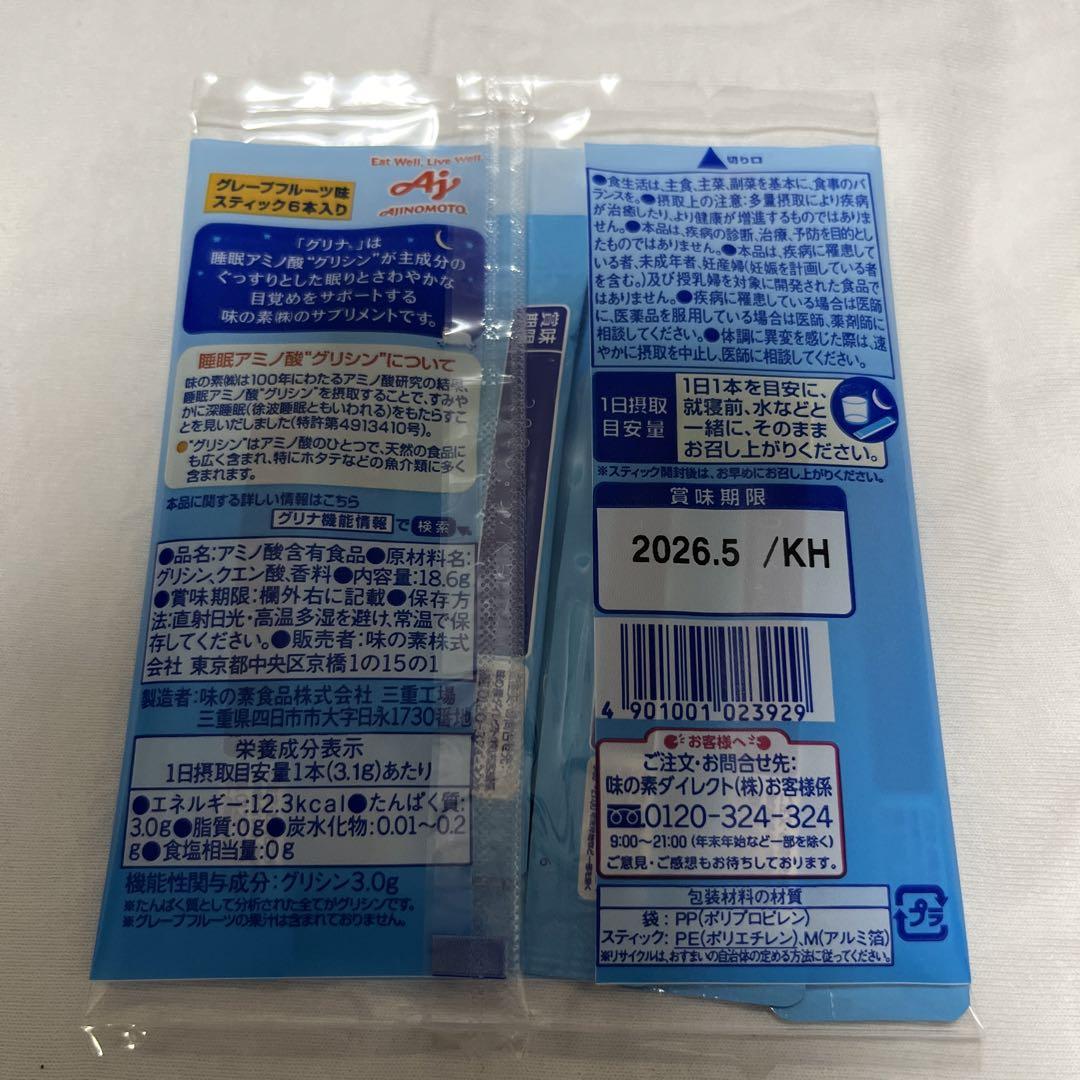 Eat Well, Live Well.
Aj
AJINOMOTO
グレープフルーツ味
スティック6本入り
「グリナ」は
睡眠アミノ酸“グリシン”が主成分の
ぐっすりとした眠りとさわやかな
目覚めをサポートする
味の素㈱のサプリメントです。
睡眠アミノ酸“グリシン”について
味の素㈱は100年にわたるアミノ酸研究の結果、
睡眠アミノ酸“グリシン”を摂取することで、すみや
かに深睡眠(徐波睡眠ともいわれる)をもたらすこ
とを見いだしました(特許第4913410号)。
●“グリシン”はアミノ酸のひとつで、天然の食品に
も広く含まれ、特にホタテなどの魚介類に多く
含まれます。
本品に関する詳しい情報はこちら
グリナ機能情報 で 検索
●品名:アミノ酸含有食品●原材料名:
グリシン、クエン酸、香料●内容量:18.6g
●賞味期限:欄外右に記載●保存方
法:直射日光・高温多湿を避け、常温で保
存してください。●販売者:味の素株式
会社 東京都中央区京橋1の15の1
製造者:味の素食品株式会社 三重工場
三重県四日市市大字日永1730番地
栄養成分表示
1日摂取目安量1本(3.1g)あたり
●エネルギー:12.3kcal●たんぱく質:
3.0g●脂質:0g●炭水化物:0.01~0.2
g●食塩相当量:0g
機能性関与成分:グリシン3.0g
※たんぱく質として分析された全てがグリシンです。
※グレープフルーツの果汁は含まれておりません。
賞味
期限
切り口
●食生活は、主食、主菜、副菜を基本に、食事のバ
ランスを。●摂取上の注意:多量摂取により疾病
が治癒したり、より健康が増進するものではありま
せん。●本品は、疾病の診断、治療、予防を目的とし
たものではありません。●本品は、疾病に罹患して
いる者、未成年者、妊産婦(妊娠を計画している者
を含む。)及び授乳婦を対象に開発された食品で
はありません。●疾病に罹患している場合は医師
に、医薬品を服用している場合は医師、薬剤師に
相談してください。●体調に異変を感じた際は、速
やかに摂取を中止し、医師に相談してください。
1日摂取
目安量
1日1本を目安に、
就寝前、水などと
一緒に、そのまま
お召し上がりください。
※スティック開封後は、お早めにお召し上がりください。
賞味期限
2026.5 /KH
4 901001 023929
お客様へ
ご注文・お問合せ先:
味の素ダイレクト(株)お客様係
0120-324-324
9:00~21:00 (年末年始など一部を除く)
ご意見・ご感想もお待ちしております。
包装材料の材質
袋:PP(ポリプロピレン)
スティック:PE(ポリエチレン)、M(アルミ箔)
※リサイクルは、おすまいの自治体の定める方法に従ってください。
プラ